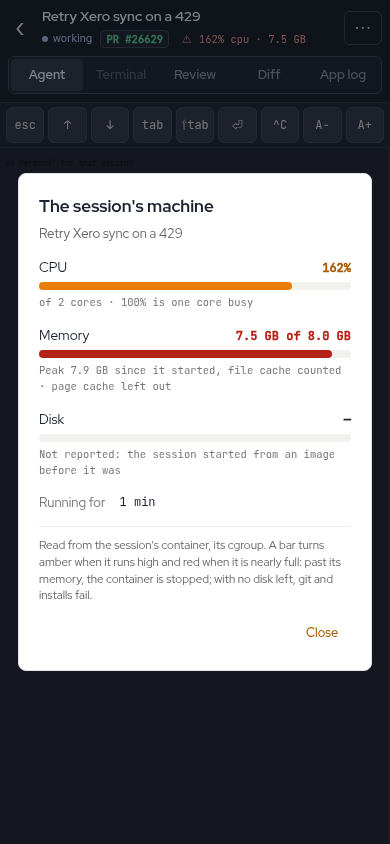 Retry Xero sync on a 429
working PR #26629 ⚠ 162% cpu · 7.5 GB
Agent Terminal Review Diff App log
esc ↑ ↓ tab ⇧tab ⏎ ^C A- A+
The session's machine
Retry Xero sync on a 429
CPU 162%
of 2 cores · 100% is one core busy
Memory 7.5 GB of 8.0 GB
Peak 7.9 GB since it started, file cache counted
· page cache left out
Disk –
Not reported: the session started from an image
before it was
Running for 1 min
Read from the session's container, its cgroup. A bar turns
amber when it runs high and red when it is nearly full: past its
memory, the container is stopped; with no disk left, git and
installs fail.
Close